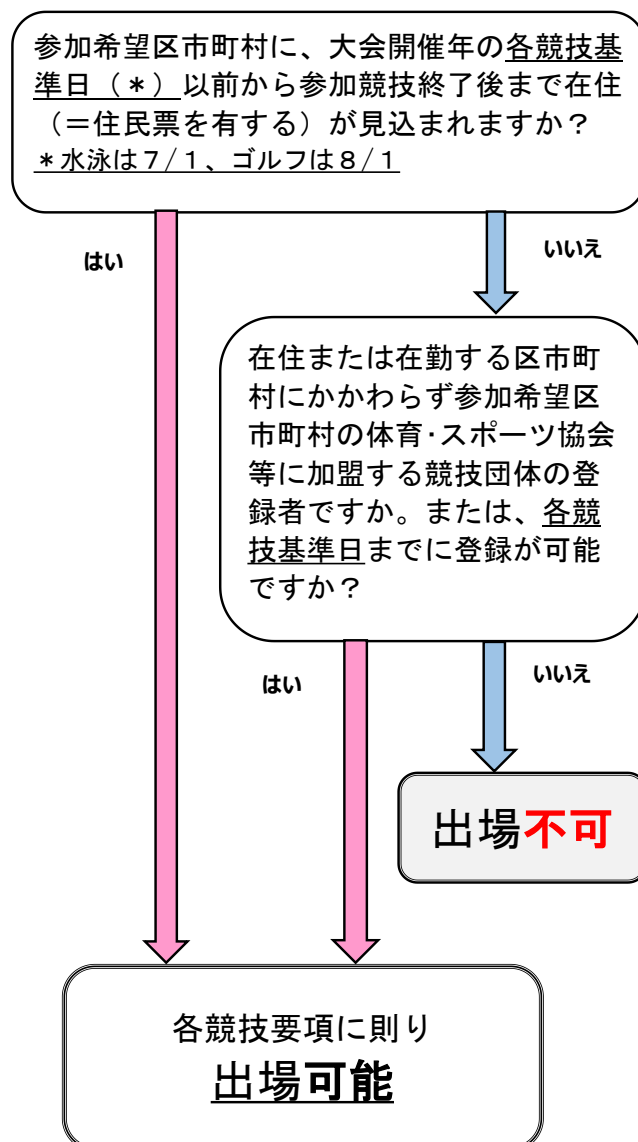 参加希望区市町村に、大会開催年の各競技基
準日（＊）以前から参加競技終了後まで在住
（＝住民票を有する）が見込まれますか？
＊水泳は７/１、ゴルフは８/１
はい
いいえ
在住または在勤する区市町
村にかかわらず参加希望区
市町村の体育･スポーツ協会
等に加盟する競技団体の登
録者ですか。または、各競
技基準日までに登録が可能
ですか？
はい
いいえ
出場不可
各競技要項に則り
出場可能